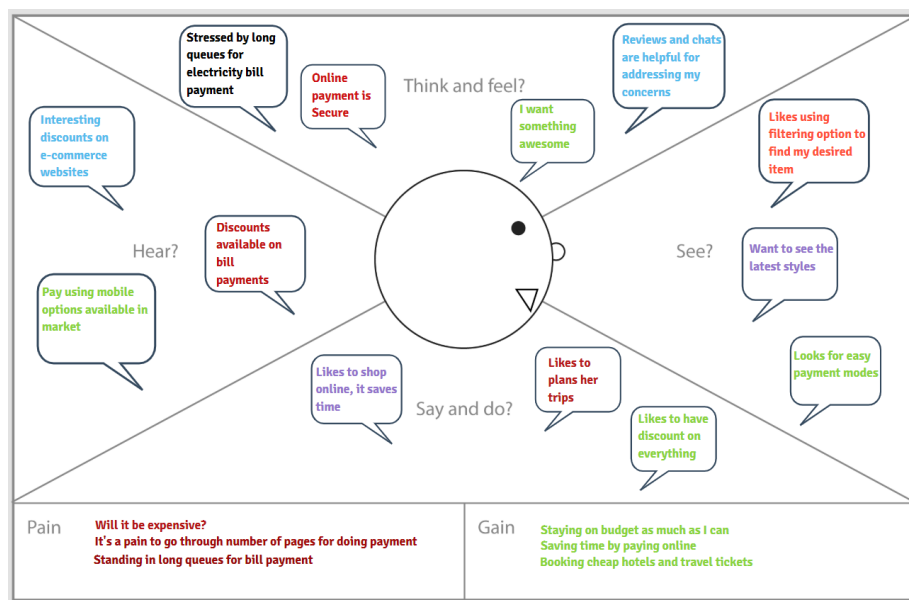 Think and feel?
Stressed by long
queues for
electricity bill
payment
Online
payment is
Secure
I want
something
awesome
Reviews and chats
are helpful for
addressing my
concerns
Hear?
Interesting
discounts on
e-commerce
websites
Discounts
available on
bill
payments
Pay using mobile
options available in
market
See?
Likes using
filtering option to
find my desired
item
Want to see the
latest styles
Looks for easy
payment modes
Say and do?
Likes to shop
online, it saves
time
Likes to
plans her
trips
Likes to have
discount on
everything
Pain
Will it be expensive?
It's a pain to go through number of pages for doing payment
Standing in long queues for bill payment
Gain
Staying on budget as much as I can
Saving time by paying online
Booking cheap hotels and travel tickets